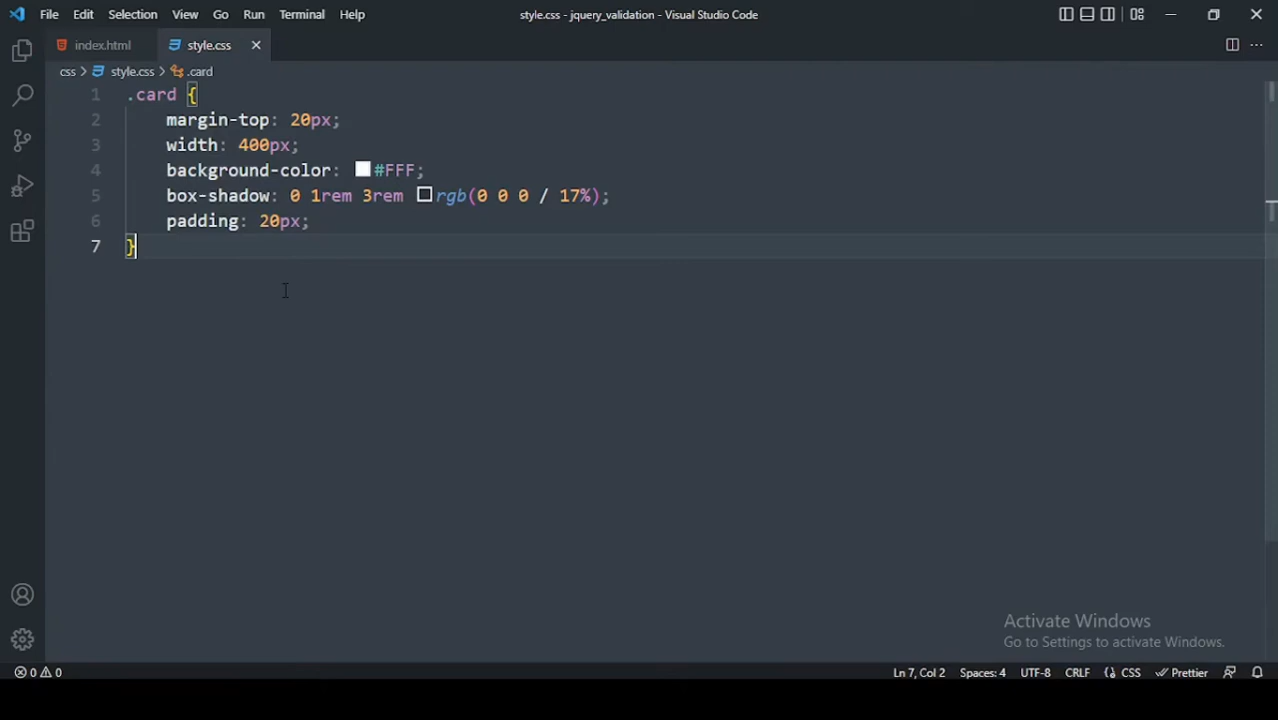 File Edit Selection View Go Run Terminal Help
style.css - jquery_validation - Visual Studio Code
index.html style.css
css > style.css > .card
1 .card {
2 margin-top: 20px;
3 width: 400px;
4 background-color: #FFF;
5 box-shadow: 0 1rem 3rem rgb(0 0 0 / 17%);
6 padding: 20px;
7 }
Activate Windows
Go to Settings to activate Windows.
0 0 Ln 7, Col 2 Spaces: 4 UTF-8 CRLF {} CSS Prettier